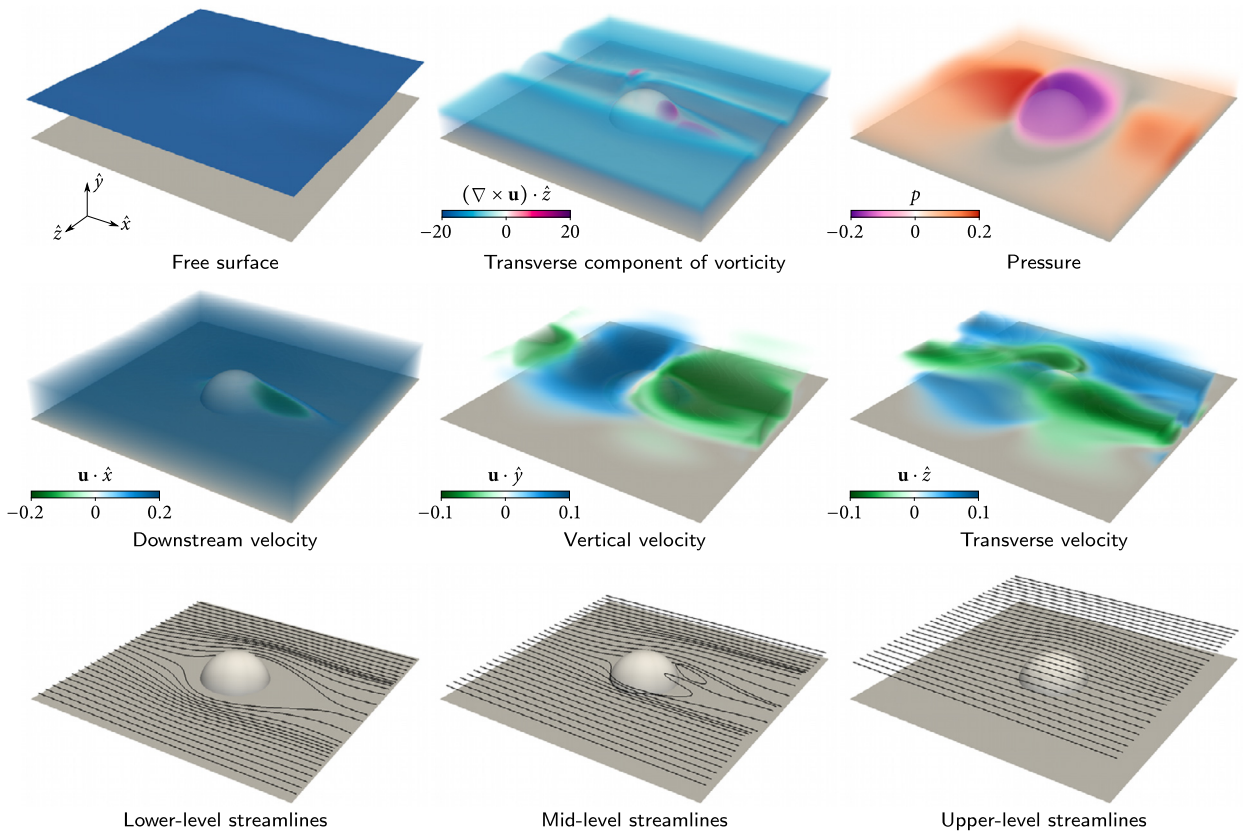 ŷ
ẑ
x̂
Free surface
(∇ × u) · ẑ
−20 0 20
Transverse component of vorticity
p
−0.2 0 0.2
Pressure
u · x̂
−0.2 0 0.2
Downstream velocity
u · ŷ
−0.1 0 0.1
Vertical velocity
u · ẑ
−0.1 0 0.1
Transverse velocity
Lower-level streamlines
Mid-level streamlines
Upper-level streamlines